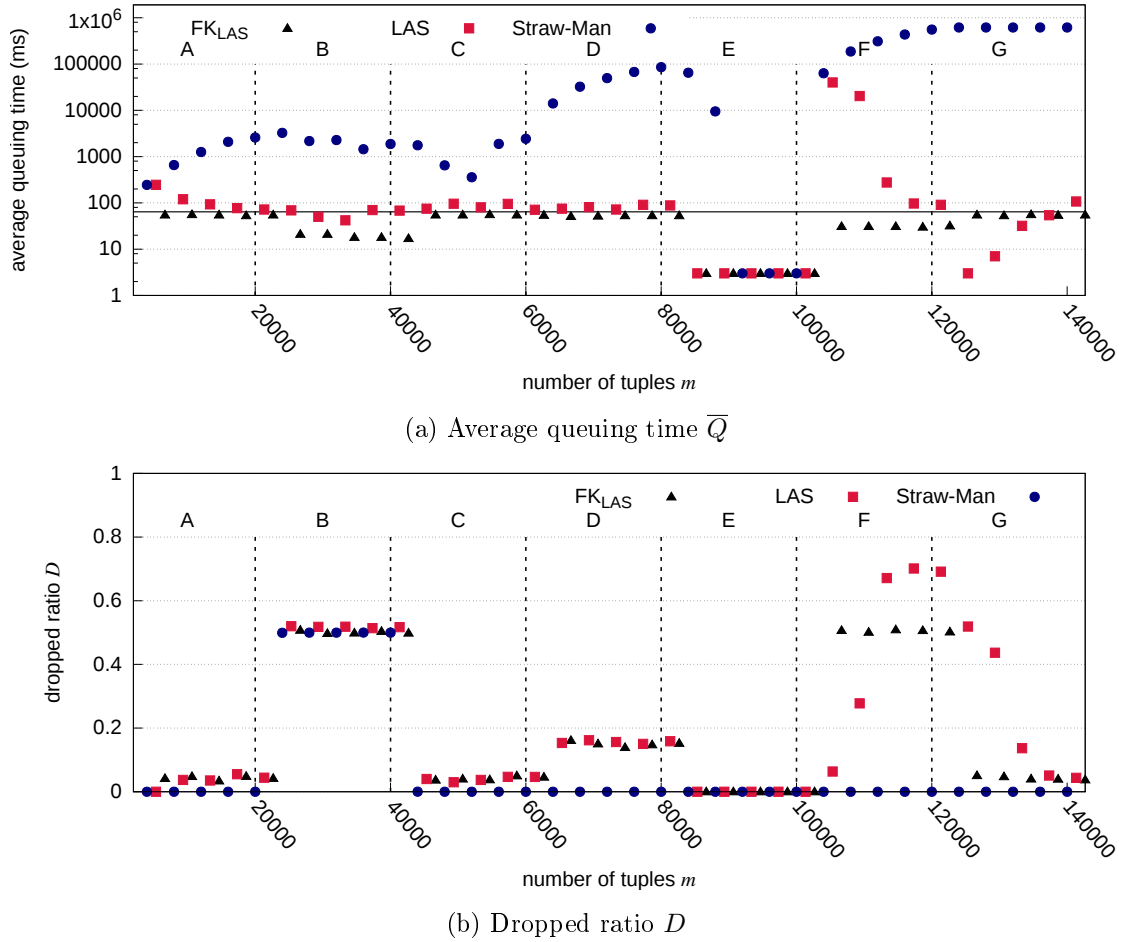 FK_LAS LAS Straw-Man
A B C D E F G
average queuing time (ms)
1x10^6
100000
10000
1000
100
10
1
20000 40000 60000 80000 100000 120000 140000
number of tuples m
(a) Average queuing time Q̅
FK_LAS LAS Straw-Man
A B C D E F G
dropped ratio D
1
0.8
0.6
0.4
0.2
0
20000 40000 60000 80000 100000 120000 140000
number of tuples m
(b) Dropped ratio D